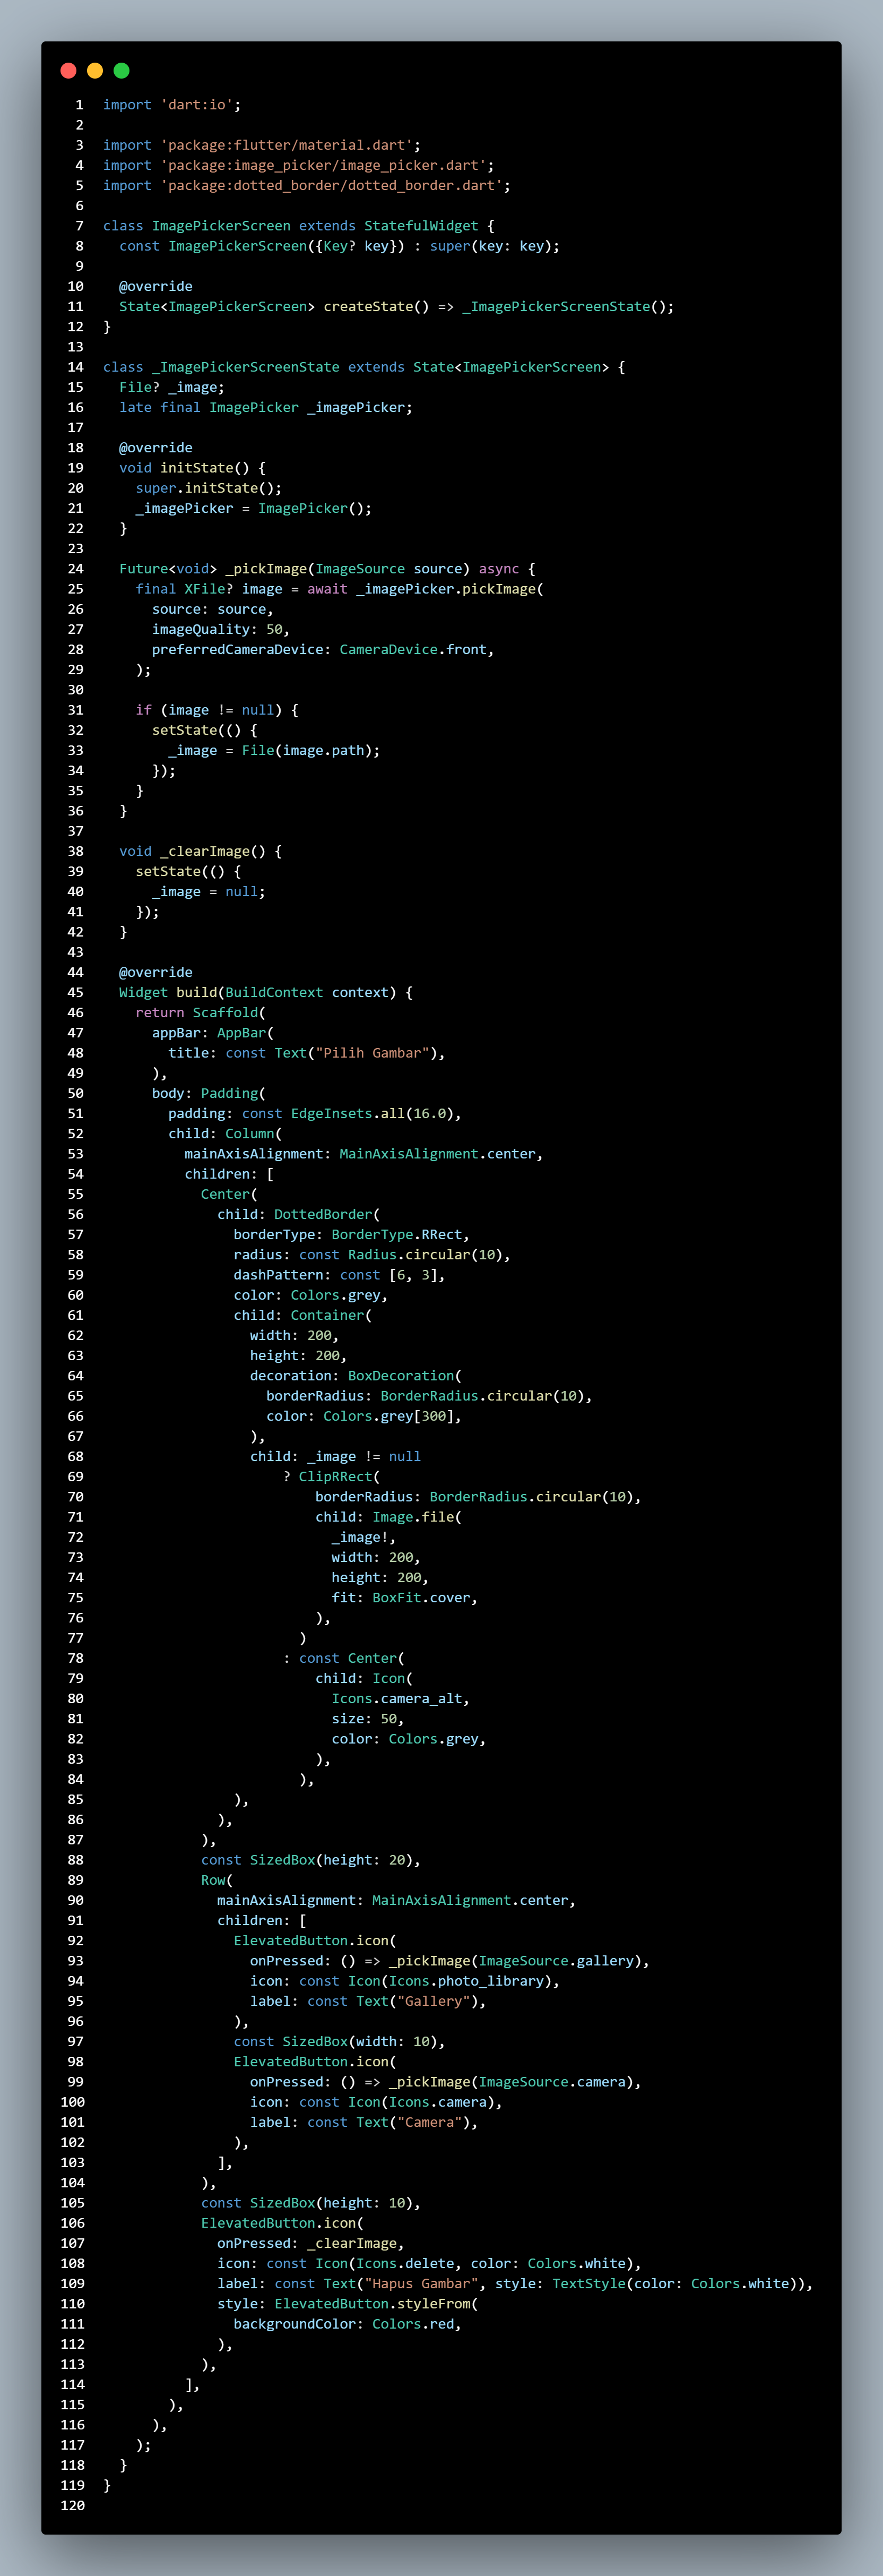 1 import 'dart:io';
2
3 import 'package:flutter/material.dart';
4 import 'package:image_picker/image_picker.dart';
5 import 'package:dotted_border/dotted_border.dart';
6
7 class ImagePickerScreen extends StatefulWidget {
8   const ImagePickerScreen({Key? key}) : super(key: key);
9
10   @override
11   State<ImagePickerScreen> createState() => _ImagePickerScreenState();
12 }
13
14 class _ImagePickerScreenState extends State<ImagePickerScreen> {
15   File? _image;
16   late final ImagePicker _imagePicker;
17
18   @override
19   void initState() {
20     super.initState();
21     _imagePicker = ImagePicker();
22   }
23
24   Future<void> _pickImage(ImageSource source) async {
25     final XFile? image = await _imagePicker.pickImage(
26       source: source,
27       imageQuality: 50,
28       preferredCameraDevice: CameraDevice.front,
29     );
30
31     if (image != null) {
32       setState(() {
33         _image = File(image.path);
34       });
35     }
36   }
37
38   void _clearImage() {
39     setState(() {
40       _image = null;
41     });
42   }
43
44   @override
45   Widget build(BuildContext context) {
46     return Scaffold(
47       appBar: AppBar(
48         title: const Text("Pilih Gambar"),
49       ),
50       body: Padding(
51         padding: const EdgeInsets.all(16.0),
52         child: Column(
53           mainAxisAlignment: MainAxisAlignment.center,
54           children: [
55             Center(
56               child: DottedBorder(
57                 borderType: BorderType.RRect,
58                 radius: const Radius.circular(10),
59                 dashPattern: const [6, 3],
60                 color: Colors.grey,
61                 child: Container(
62                   width: 200,
63                   height: 200,
64                   decoration: BoxDecoration(
65                     borderRadius: BorderRadius.circular(10),
66                     color: Colors.grey[300],
67                   ),
68                   child: _image != null
69                       ? ClipRRect(
70                           borderRadius: BorderRadius.circular(10),
71                           child: Image.file(
72                             _image!,
73                             width: 200,
74                             height: 200,
75                             fit: BoxFit.cover,
76                           ),
77                         )
78                       : const Center(
79                           child: Icon(
80                             Icons.camera_alt,
81                             size: 50,
82                             color: Colors.grey,
83                           ),
84                         ),
85                 ),
86               ),
87             ),
88             const SizedBox(height: 20),
89             Row(
90               mainAxisAlignment: MainAxisAlignment.center,
91               children: [
92                 ElevatedButton.icon(
93                   onPressed: () => _pickImage(ImageSource.gallery),
94                   icon: const Icon(Icons.photo_library),
95                   label: const Text("Gallery"),
96                 ),
97                 const SizedBox(width: 10),
98                 ElevatedButton.icon(
99                   onPressed: () => _pickImage(ImageSource.camera),
100                   icon: const Icon(Icons.camera),
101                   label: const Text("Camera"),
102                 ),
103               ],
104             ),
105             const SizedBox(height: 10),
106             ElevatedButton.icon(
107               onPressed: _clearImage,
108               icon: const Icon(Icons.delete, color: Colors.white),
109               label: const Text("Hapus Gambar", style: TextStyle(color: Colors.white)),
110               style: ElevatedButton.styleFrom(
111                 backgroundColor: Colors.red,
112               ),
113             ),
114           ],
115         ),
116       ),
117     );
118   }
119 }
120